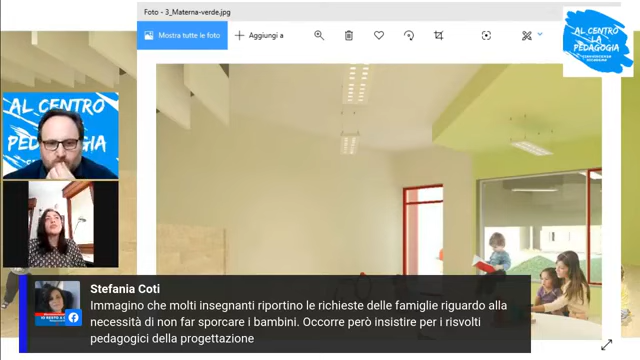 Foto - 3_Materna-verde.jpg
Mostra tutte le foto
Aggiungi a
AL CENTRO
LA
PEDAGOGIA
AL CENTRO
Stefania Coti
Immagino che molti insegnanti riportino le richieste delle famiglie riguardo alla
necessità di non far sporcare i bambini. Occorre però insistere per i risvolti
pedagogici della progettazione